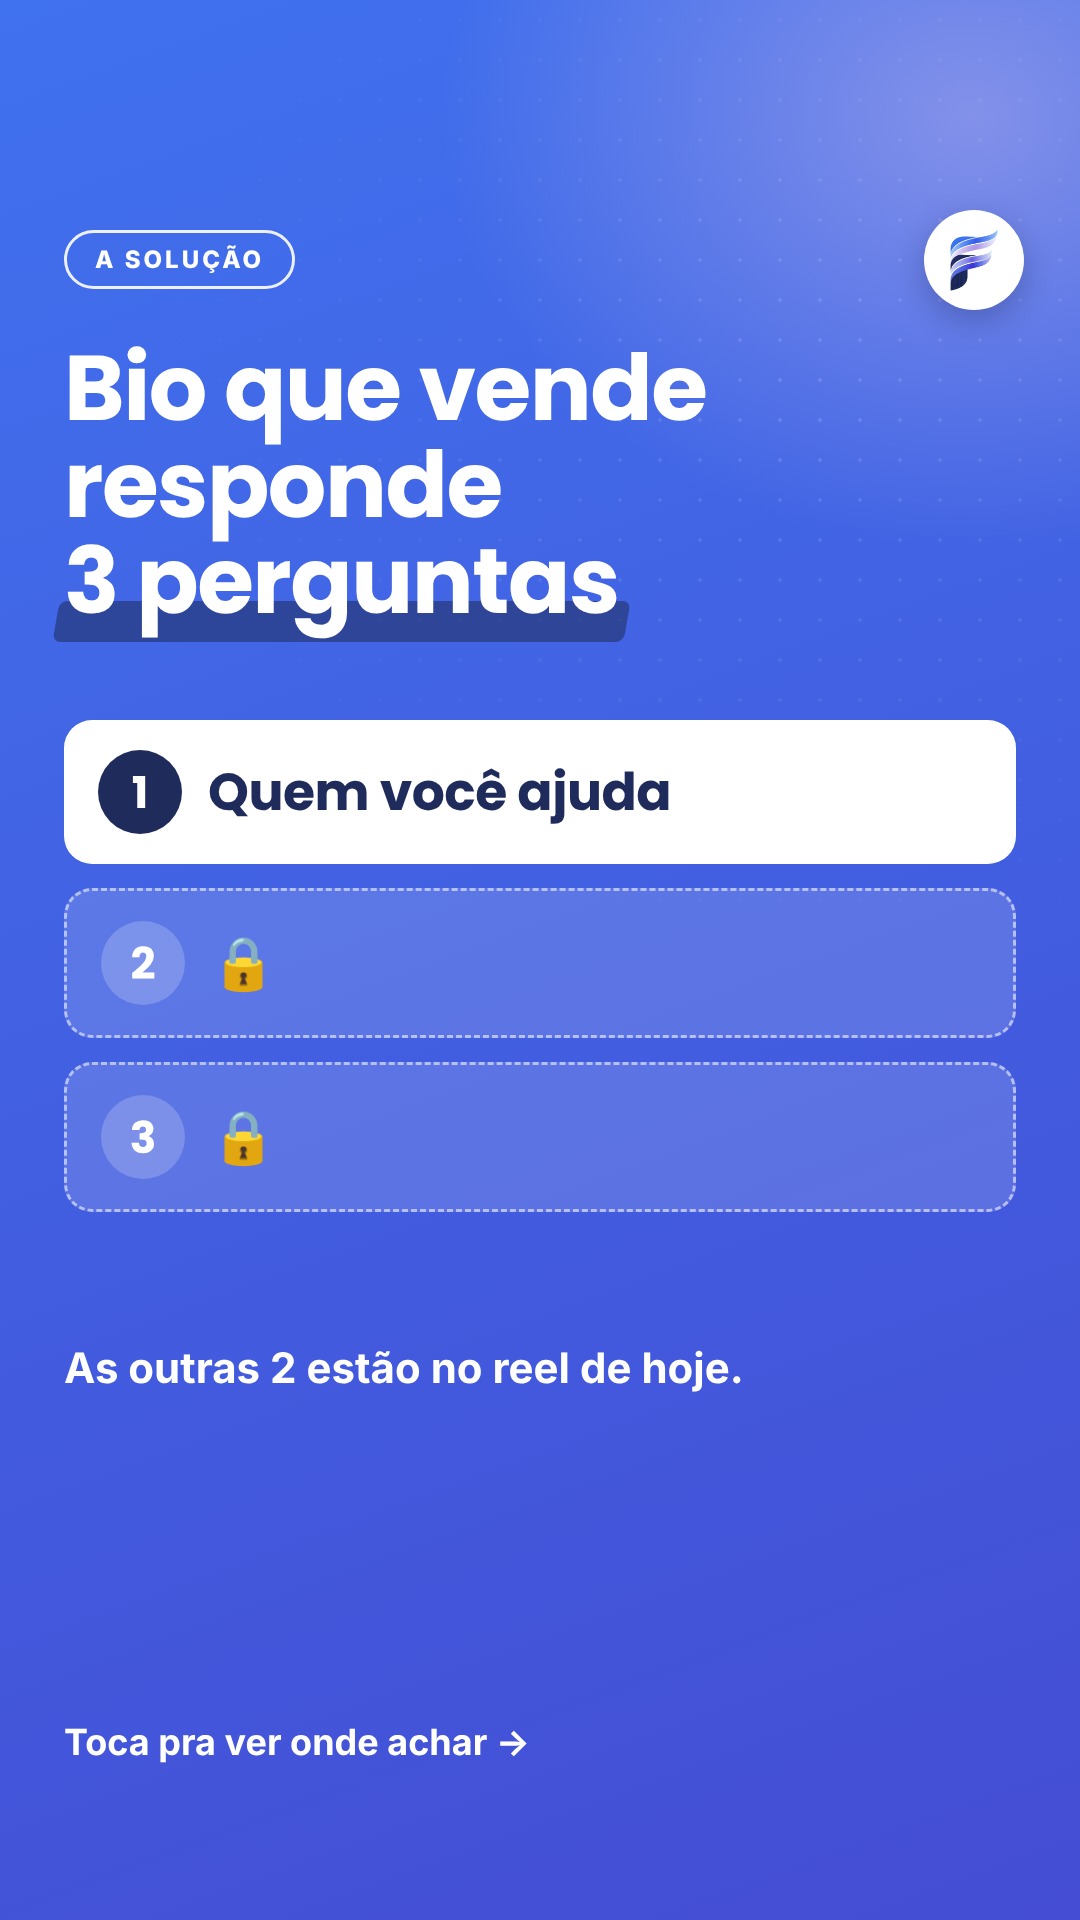 A SOLUÇÃO
Bio que vende
responde
3 perguntas
1 Quem você ajuda
2 🔒
3 🔒
As outras 2 estão no reel de hoje.
Toca pra ver onde achar →